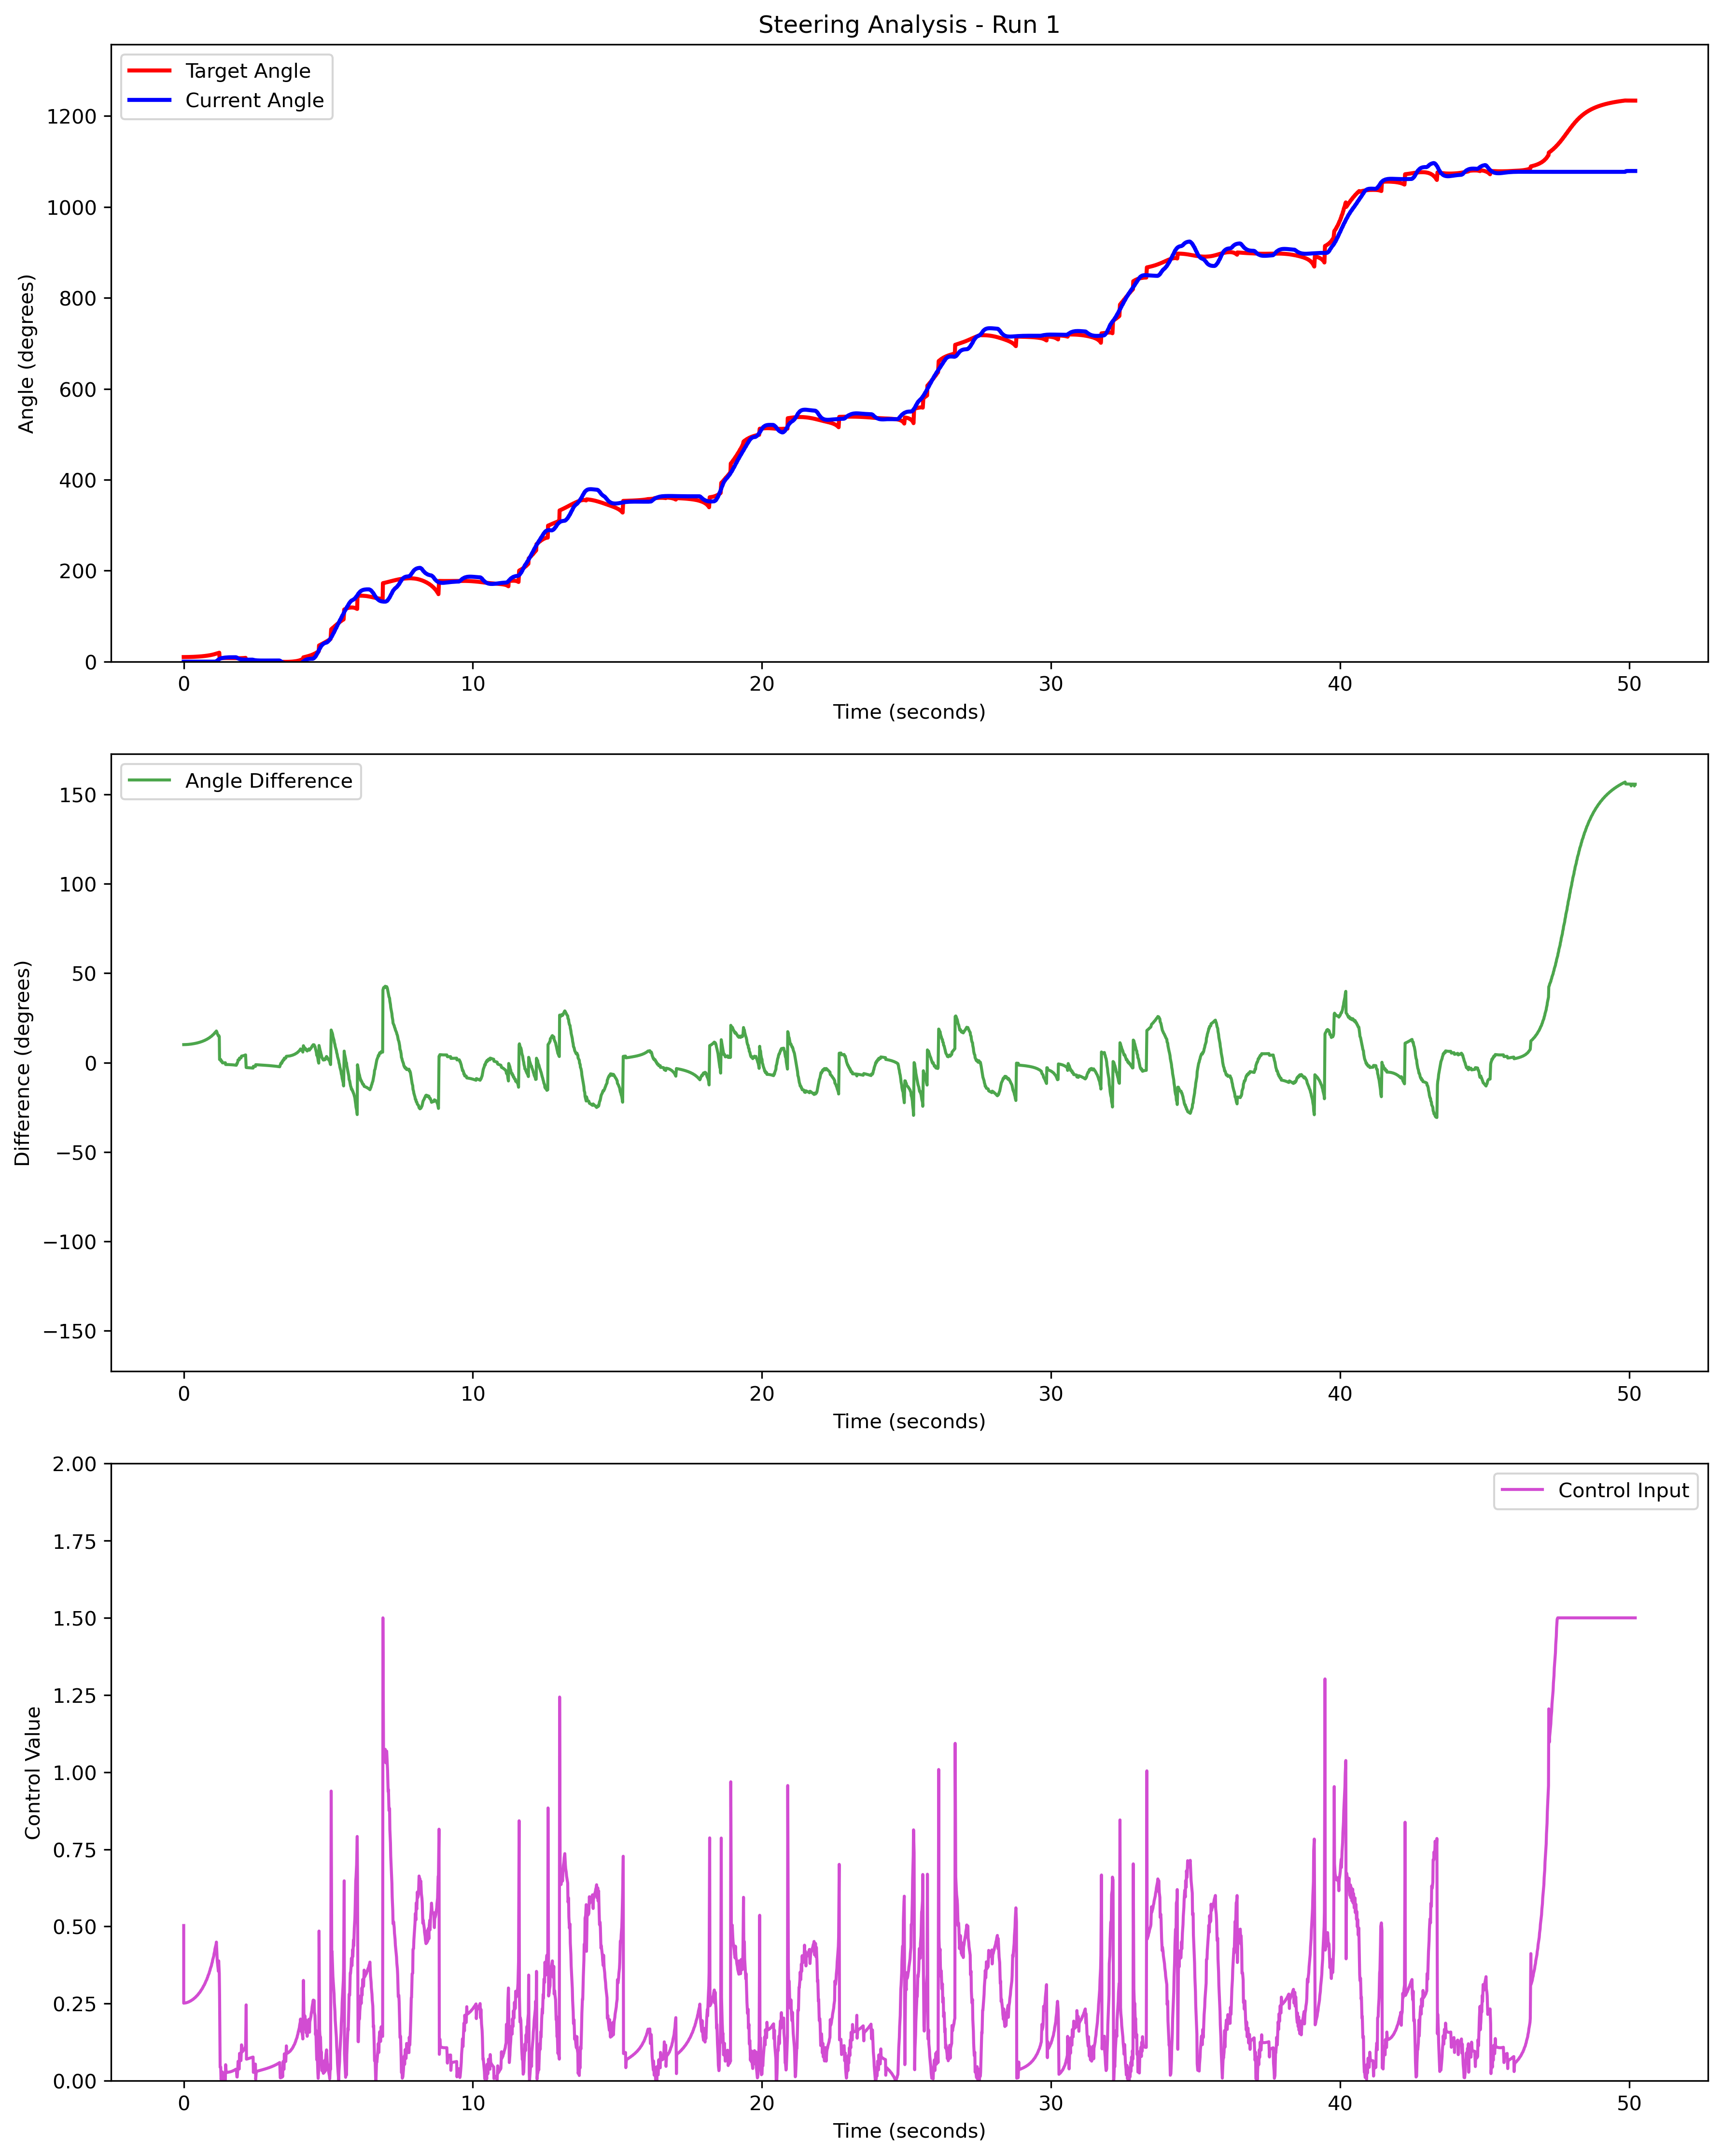 Steering Analysis - Run 1
Target Angle
Current Angle
Angle (degrees)
1200
1000
800
600
400
200
0
0 10 20 30 40 50
Time (seconds)
Angle Difference
Difference (degrees)
150
100
50
0
−50
−100
−150
0 10 20 30 40 50
Time (seconds)
Control Input
Control Value
2.00
1.75
1.50
1.25
1.00
0.75
0.50
0.25
0.00
0 10 20 30 40 50
Time (seconds)